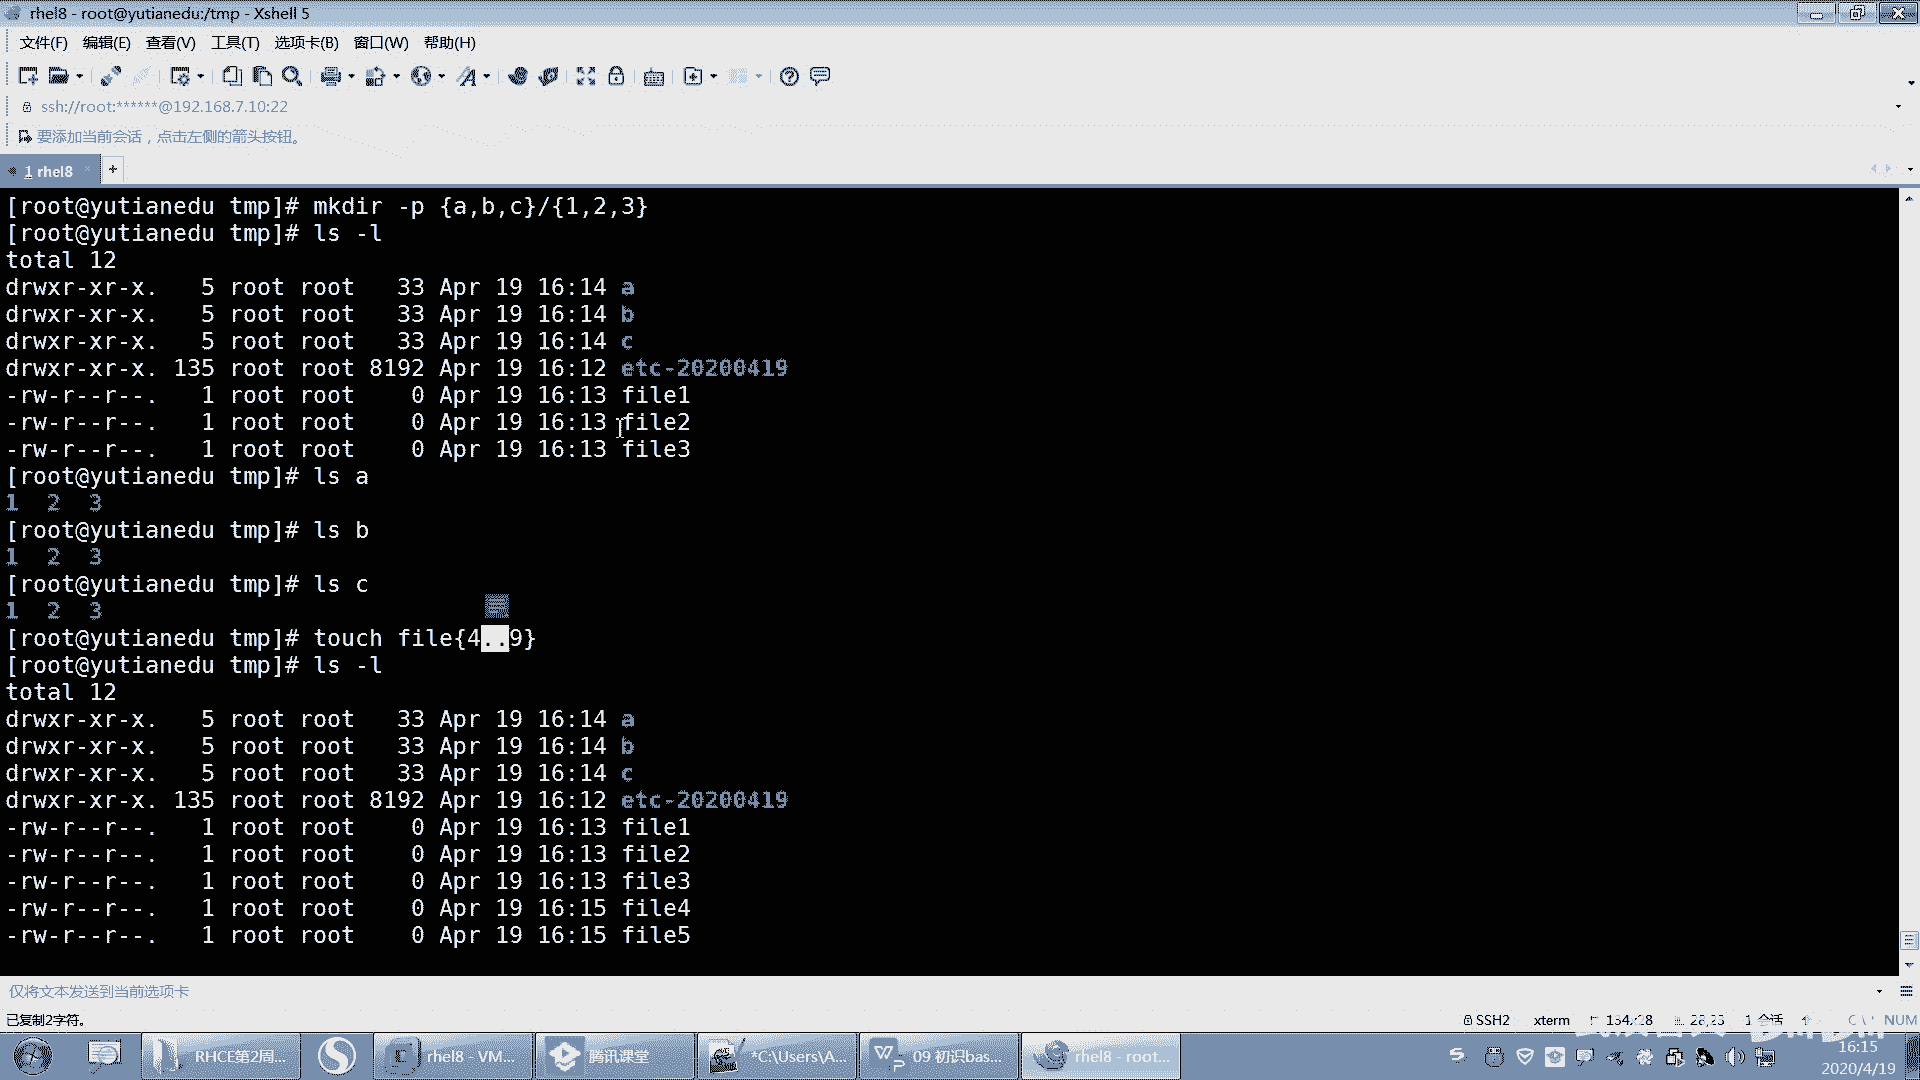 rhel8 - root@yutianedu:/tmp - Xshell 5
文件(F) 编辑(E) 查看(V) 工具(T) 选项卡(B) 窗口(W) 帮助(H)
ssh://root:******@192.168.7.10:22
要添加当前会话，点击左侧的箭头按钮。
1 rhel8
[root@yutianedu tmp]# mkdir -p {a,b,c}/{1,2,3}
[root@yutianedu tmp]# ls -l
total 12
drwxr-xr-x.   5 root root   33 Apr 19 16:14 a
drwxr-xr-x.   5 root root   33 Apr 19 16:14 b
drwxr-xr-x.   5 root root   33 Apr 19 16:14 c
drwxr-xr-x. 135 root root 8192 Apr 19 16:12 etc-20200419
-rw-r--r--.   1 root root    0 Apr 19 16:13 file1
-rw-r--r--.   1 root root    0 Apr 19 16:13 file2
-rw-r--r--.   1 root root    0 Apr 19 16:13 file3
[root@yutianedu tmp]# ls a
1  2  3
[root@yutianedu tmp]# ls b
1  2  3
[root@yutianedu tmp]# ls c
1  2  3
[root@yutianedu tmp]# touch file{4..9}
[root@yutianedu tmp]# ls -l
total 12
drwxr-xr-x.   5 root root   33 Apr 19 16:14 a
drwxr-xr-x.   5 root root   33 Apr 19 16:14 b
drwxr-xr-x.   5 root root   33 Apr 19 16:14 c
drwxr-xr-x. 135 root root 8192 Apr 19 16:12 etc-20200419
-rw-r--r--.   1 root root    0 Apr 19 16:13 file1
-rw-r--r--.   1 root root    0 Apr 19 16:13 file2
-rw-r--r--.   1 root root    0 Apr 19 16:13 file3
-rw-r--r--.   1 root root    0 Apr 19 16:15 file4
-rw-r--r--.   1 root root    0 Apr 19 16:15 file5
仅将文本发送到当前选项卡
已复制2字符。 SSH2 xterm 28,25 1 会话 NUM
RHCE第2周... rhel8 - VM... 腾讯课堂 *C:\Users\A... 09 初识bas... rhel8 - root...
16:15
2020/4/19